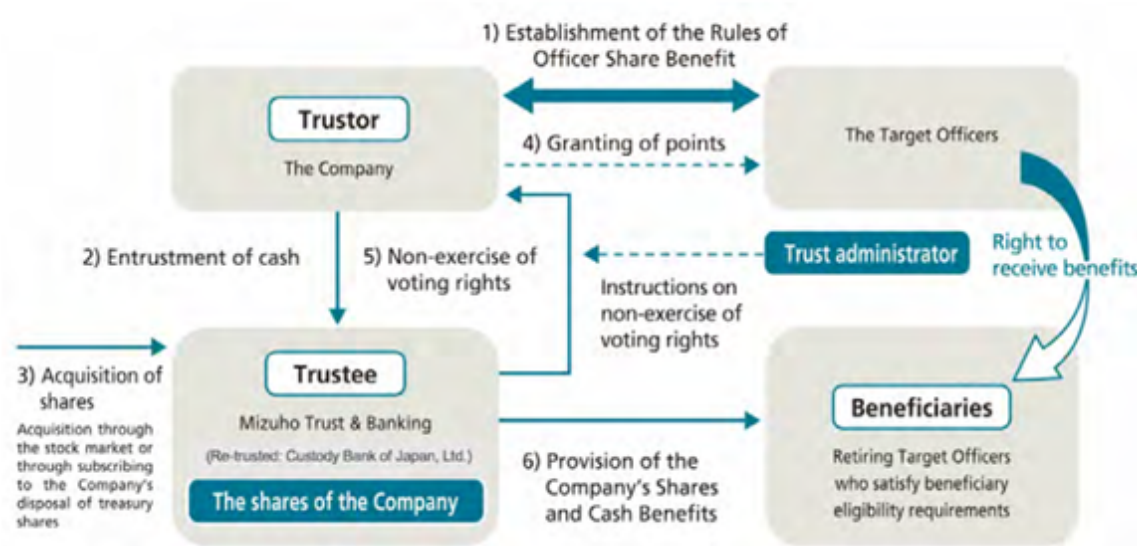 1) Establishment of the Rules of
Officer Share Benefit
Trustor
The Company
4) Granting of points
The Target Officers
2) Entrustment of cash
5) Non-exercise of
voting rights
Trust administrator
Instructions on
non-exercise of
voting rights
Right to
receive benefits
3) Acquisition of
shares
Acquisition through
the stock market or
through subscribing
to the Company's
disposal of treasury
shares
Trustee
Mizuho Trust & Banking
(Re-trusted: Custody Bank of Japan, Ltd.)
The shares of the Company
6) Provision of the
Company's Shares
and Cash Benefits
Beneficiaries
Retiring Target Officers
who satisfy beneficiary
eligibility requirements